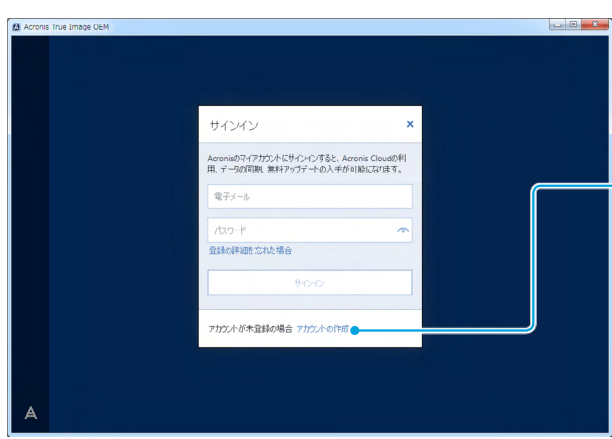 Acronis True Image OEM
サインイン
Acronisのマイアカウントにサインインすると、Acronis Cloudの利
用、データの同期、無料アップデートの入手が可能になります。
電子メール
パスワード
登録の詳細を忘れた場合
サインイン
アカウントが未登録の場合 アカウントの作成